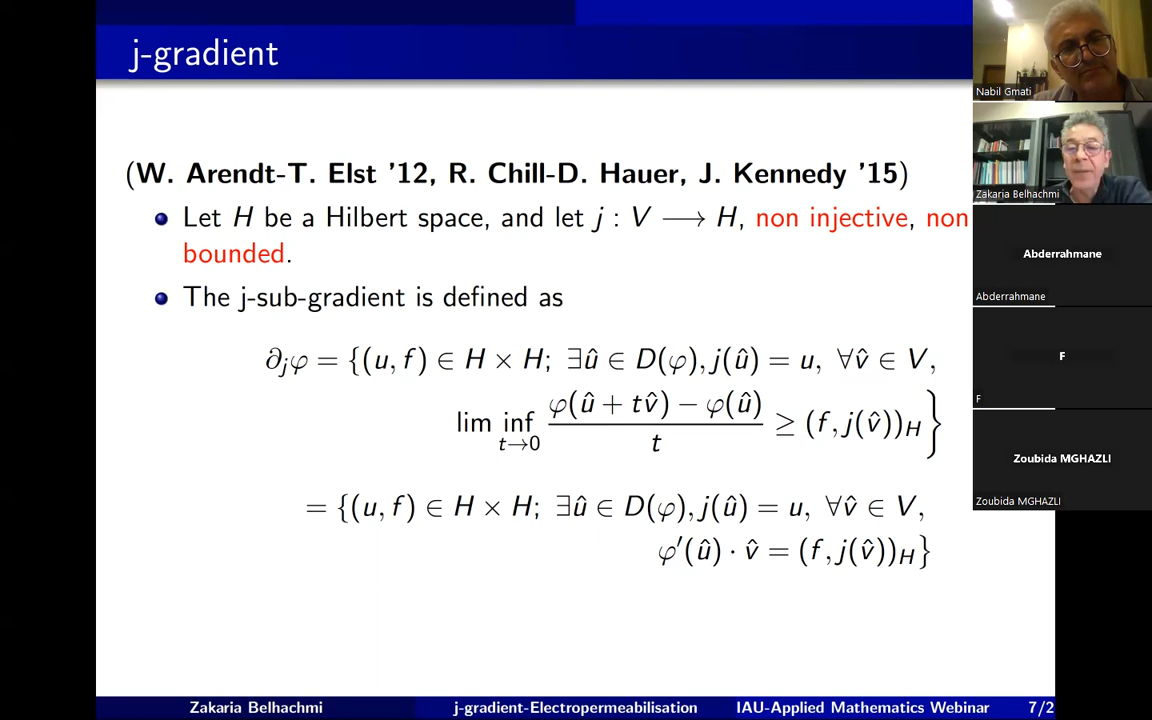 j-gradient
(W. Arendt-T. Elst '12, R. Chill-D. Hauer, J. Kennedy '15)
Let H be a Hilbert space, and let j : V ⟶ H, non injective, non
bounded.
The j-sub-gradient is defined as
∂ⱼφ = {(u, f) ∈ H × H; ∃û ∈ D(φ), j(û) = u, ∀v̂ ∈ V,
lim inf_{t→0} (φ(û + tv̂) − φ(û)) / t ≥ (f, j(v̂))_H }
= {(u, f) ∈ H × H; ∃û ∈ D(φ), j(û) = u, ∀v̂ ∈ V,
φ′(û) · v̂ = (f, j(v̂))_H}
Zakaria Belhachmi j-gradient-Electropermeabilisation IAU-Applied Mathematics Webinar 7/2
Nabil Gmati
Zakaria Belhachmi
Abderrahmane
Abderrahmane
F
F
Zoubida MGHAZLI
Zoubida MGHAZLI